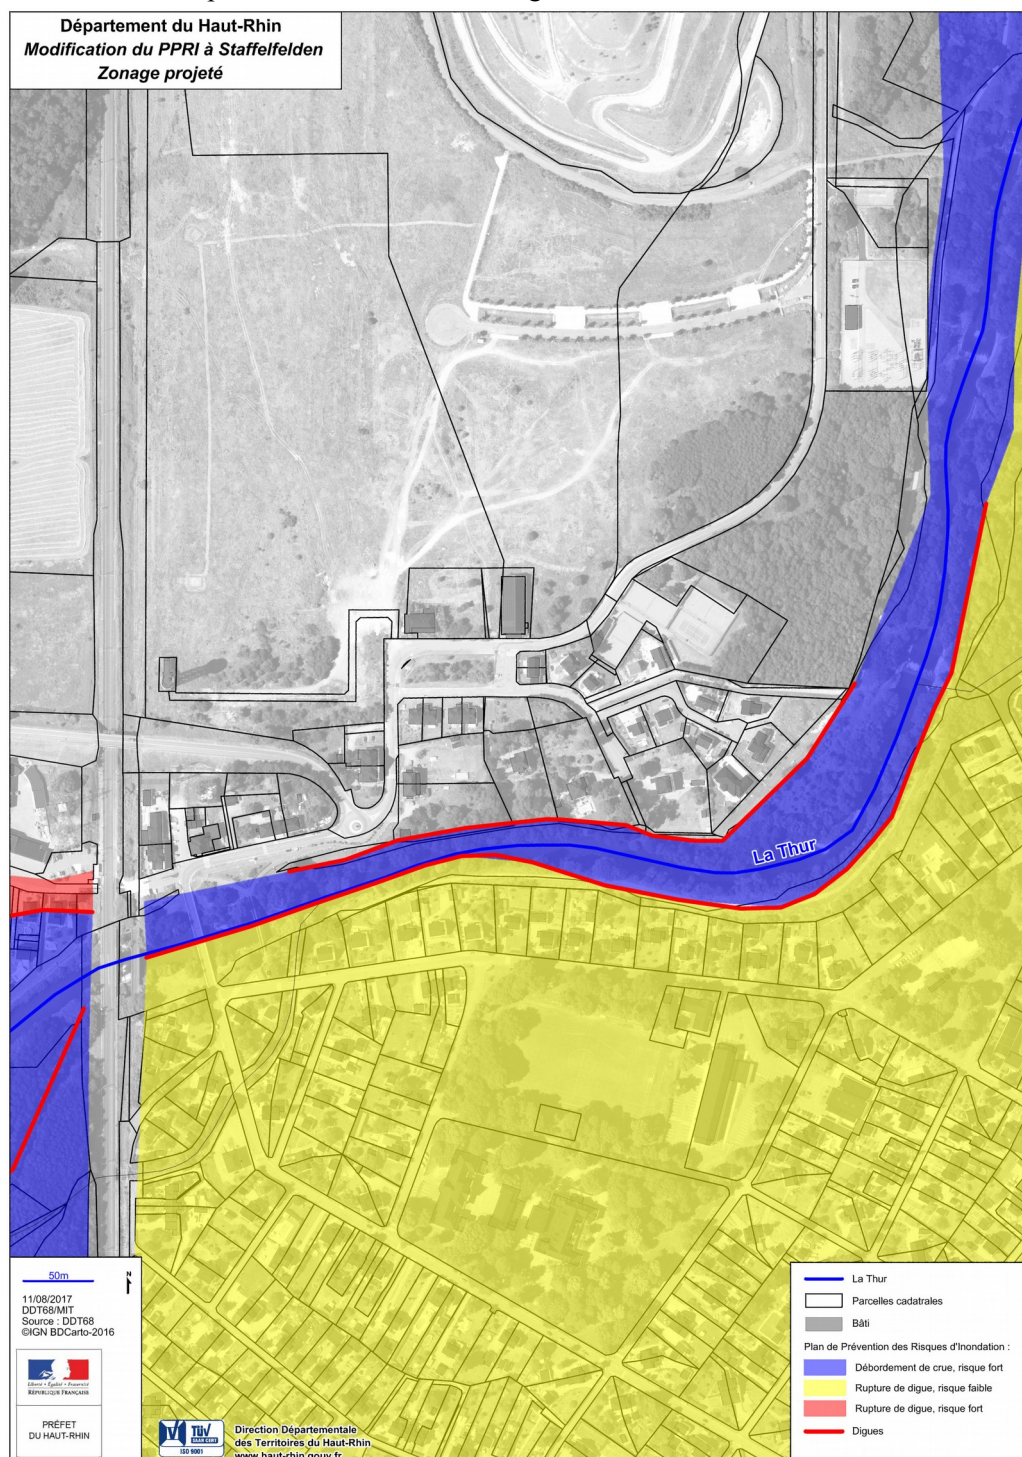 Département du Haut-Rhin
Modification du PPRI à Staffelfelden
Zonage projeté
La Thur
50m
N
11/08/2017
DDT68/MIT
Source : DDT68
©IGN BDCarto-2016
Liberté • Égalité • Fraternité
RÉPUBLIQUE FRANÇAISE
PRÉFET
DU HAUT-RHIN
TÜV
SAAR CERT
ISO 9001
Direction Départementale
des Territoires du Haut-Rhin
www.haut-rhin.gouv.fr
La Thur
Parcelles cadatrales
Bâti
Plan de Prévention des Risques d'Inondation :
Débordement de crue, risque fort
Rupture de digue, risque faible
Rupture de digue, risque fort
Digues